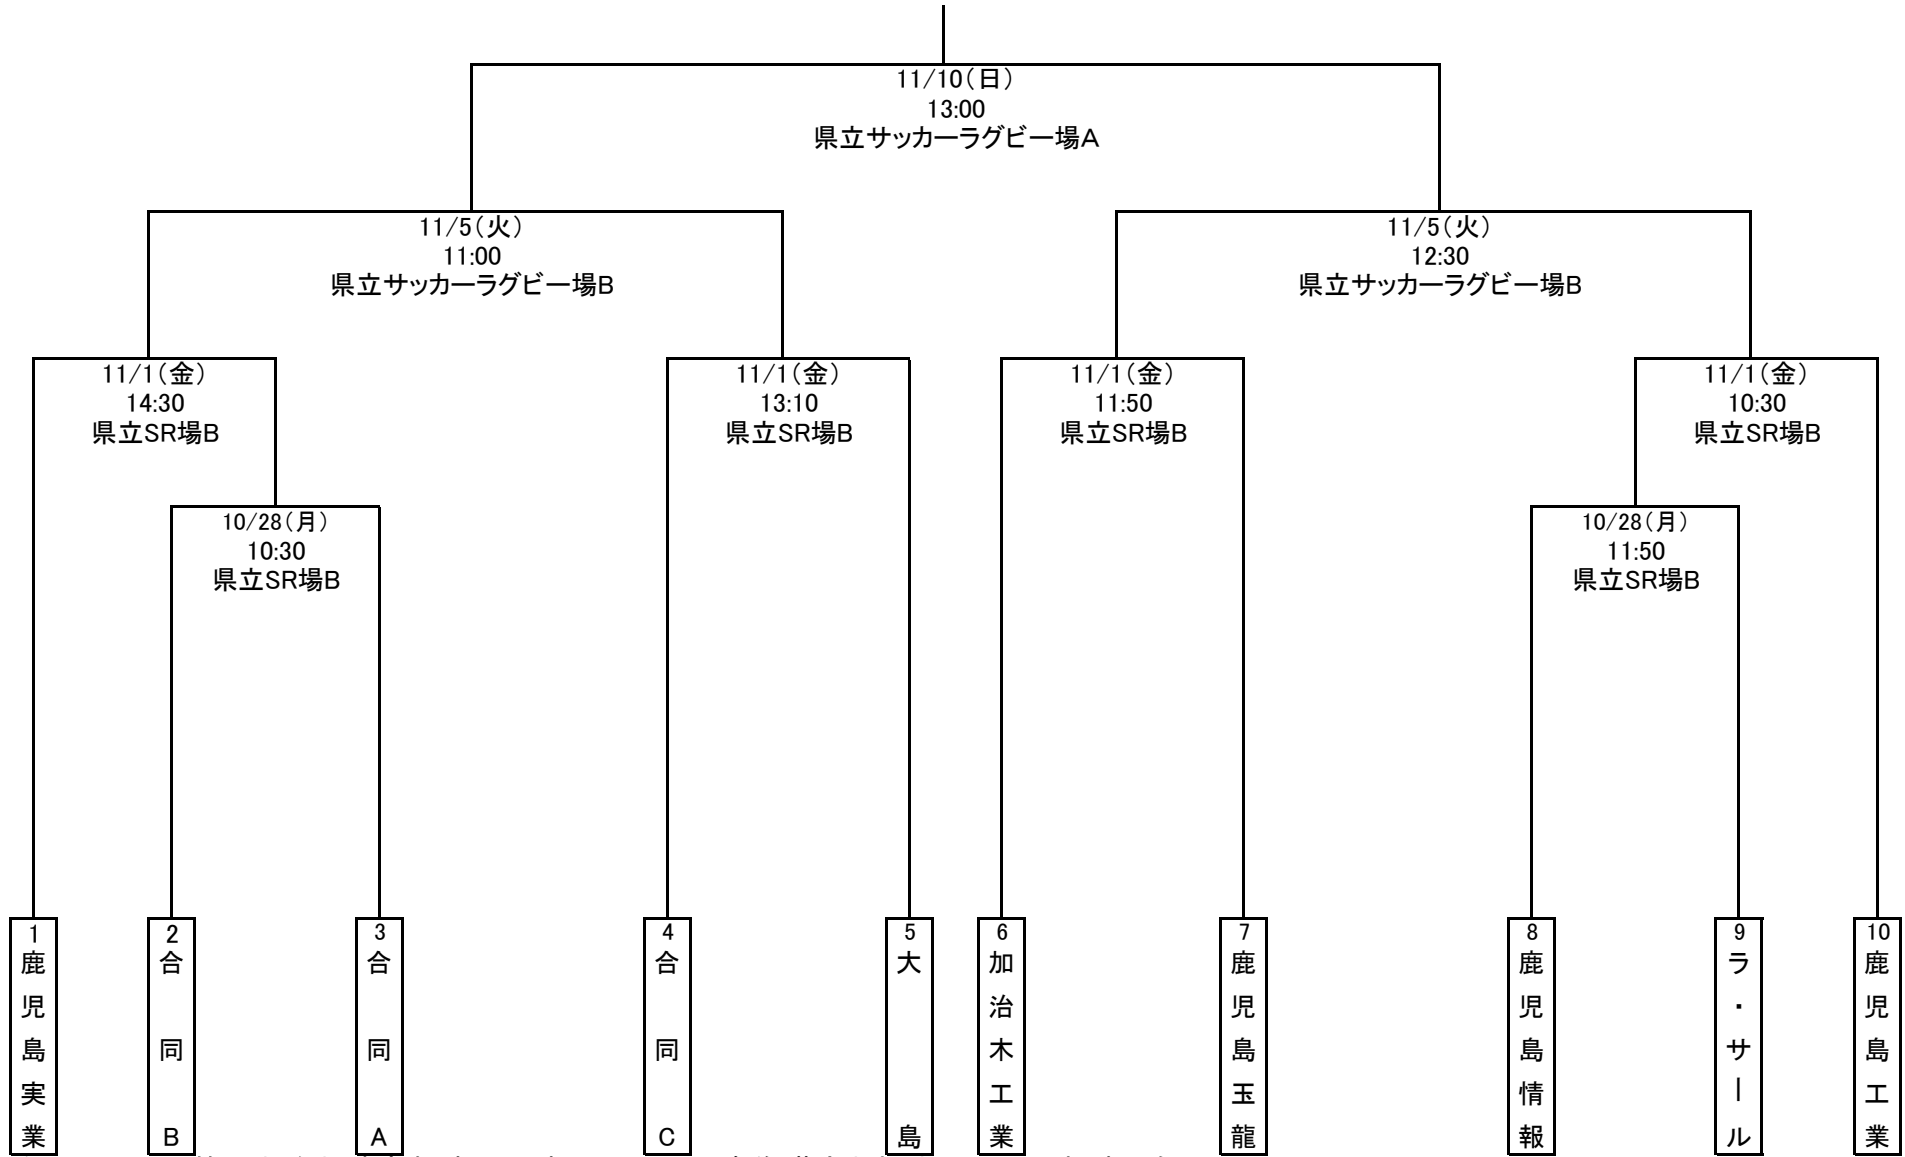 11/10(日)
13:00
県立サッカーラグビー場A
11/5(火)
11:00
県立サッカーラグビー場B
11/5(火)
12:30
県立サッカーラグビー場B
11/1(金)
14:30
県立SR場B
11/1(金)
13:10
県立SR場B
11/1(金)
11:50
県立SR場B
11/1(金)
10:30
県立SR場B
10/28(月)
10:30
県立SR場B
10/28(月)
11:50
県立SR場B
1
鹿児島実業
2
合同B
3
合同A
4
合同C
5
大島
6
加治木工業
7
鹿児島玉龍
8
鹿児島情報
9
ラ・サール
10
鹿児島工業